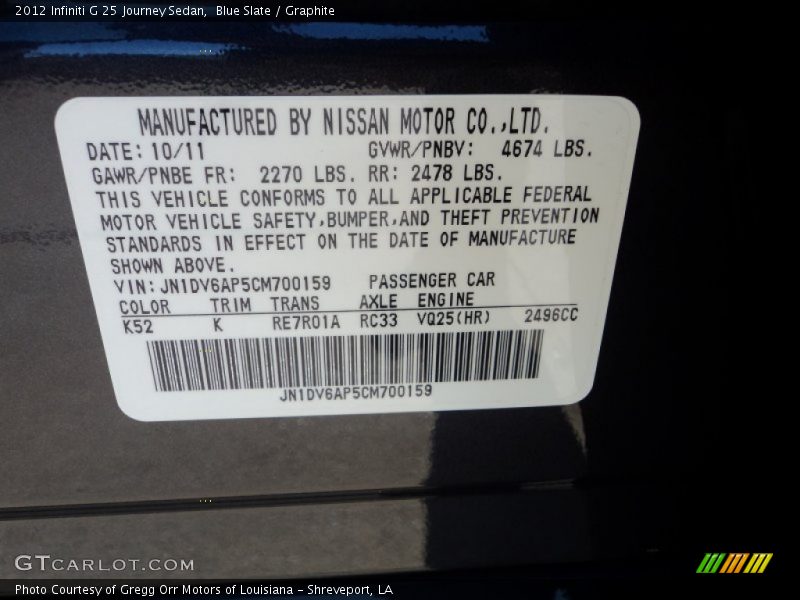 2012 Infiniti G 25 Journey Sedan,  Blue Slate / Graphite
MANUFACTURED BY NISSAN MOTOR CO.,LTD.
DATE: 10/11 GVWR/PNBV: 4674 LBS.
GAWR/PNBE FR: 2270 LBS. RR: 2478 LBS.
THIS VEHICLE CONFORMS TO ALL APPLICABLE FEDERAL
MOTOR VEHICLE SAFETY,BUMPER,AND THEFT PREVENTION
STANDARDS IN EFFECT ON THE DATE OF MANUFACTURE
SHOWN ABOVE.
VIN: JN1DV6AP5CM700159 PASSENGER CAR
COLOR TRIM TRANS AXLE ENGINE
K52 K RE7R01A RC33 VQ25(HR) 2496CC
JN1DV6AP5CM700159
GTCARLOT.COM
Photo Courtesy of Gregg Orr Motors of Louisiana – Shreveport, LA